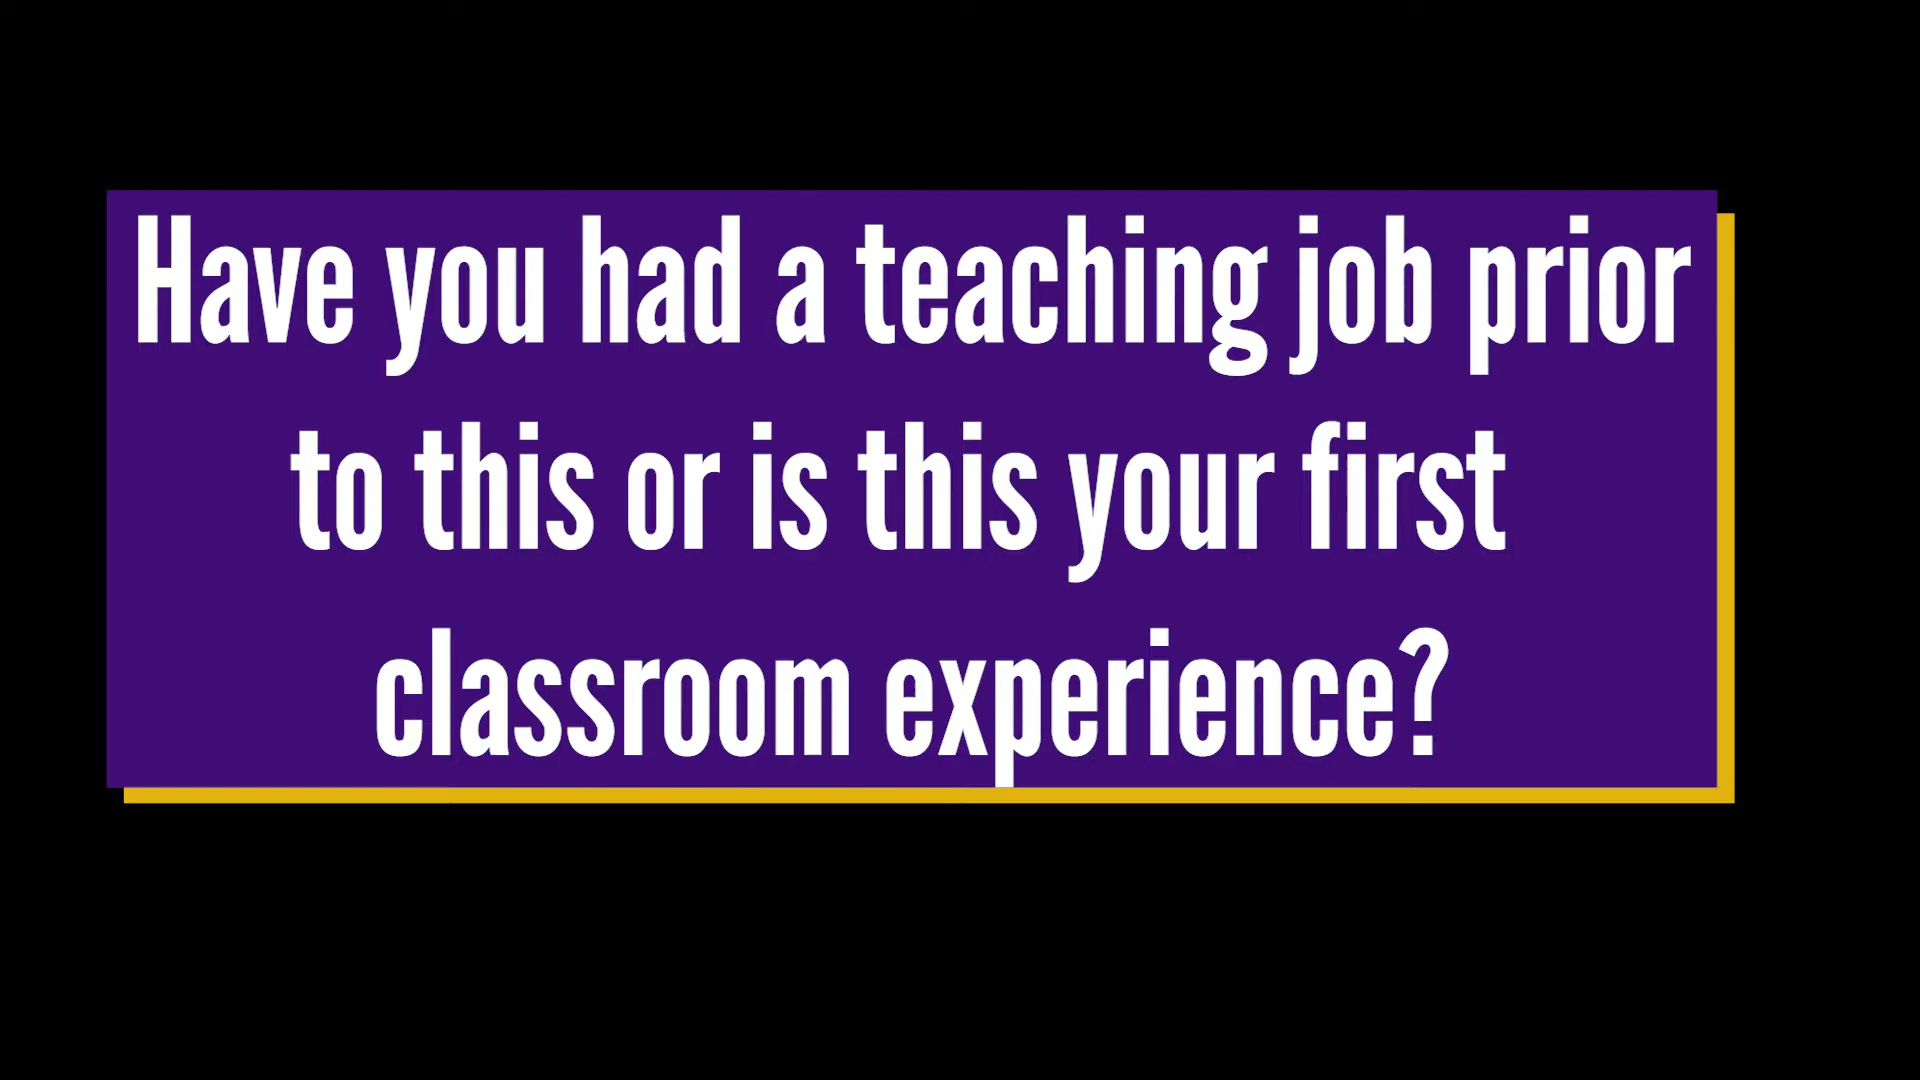 Have you had a teaching job prior
to this or is this your first
classroom experience?